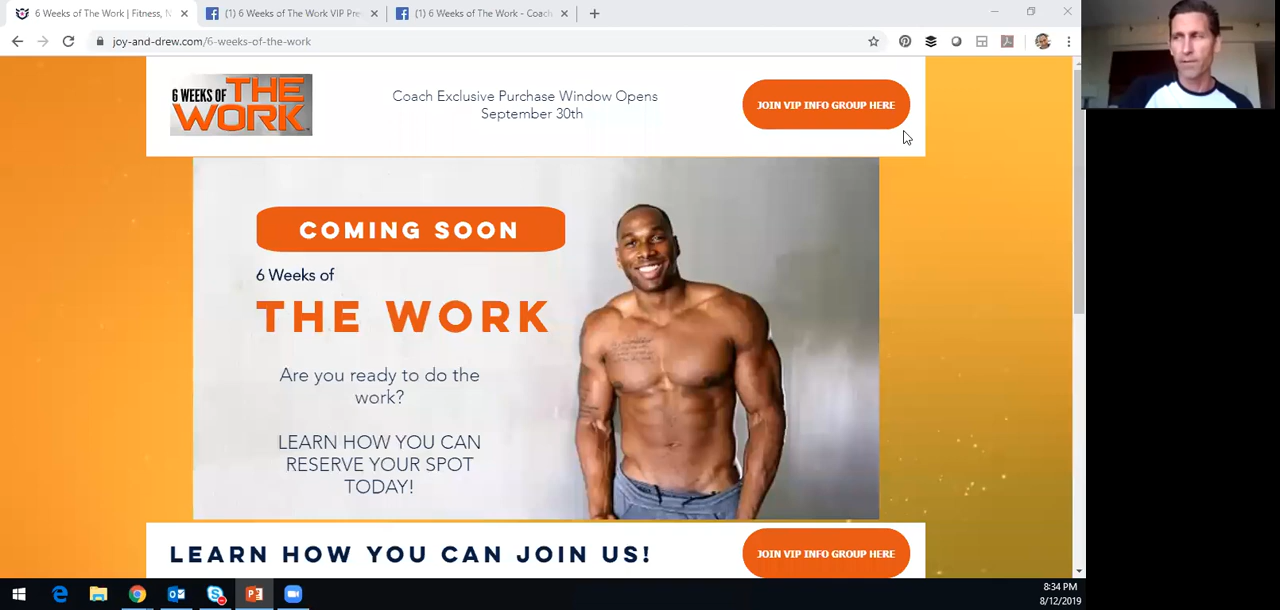 6 Weeks of The Work | Fitness, N
(1) 6 Weeks of The Work VIP Pre
(1) 6 Weeks of The Work - Coac
joy-and-drew.com/6-weeks-of-the-work
6 WEEKS OF THE
WORK
Coach Exclusive Purchase Window Opens
September 30th
JOIN VIP INFO GROUP HERE
COMING SOON
6 Weeks of
THE WORK
Are you ready to do the
work?
LEARN HOW YOU CAN
RESERVE YOUR SPOT
TODAY!
LEARN HOW YOU CAN JOIN US!
JOIN VIP INFO GROUP HERE
8:34 PM
8/12/2019